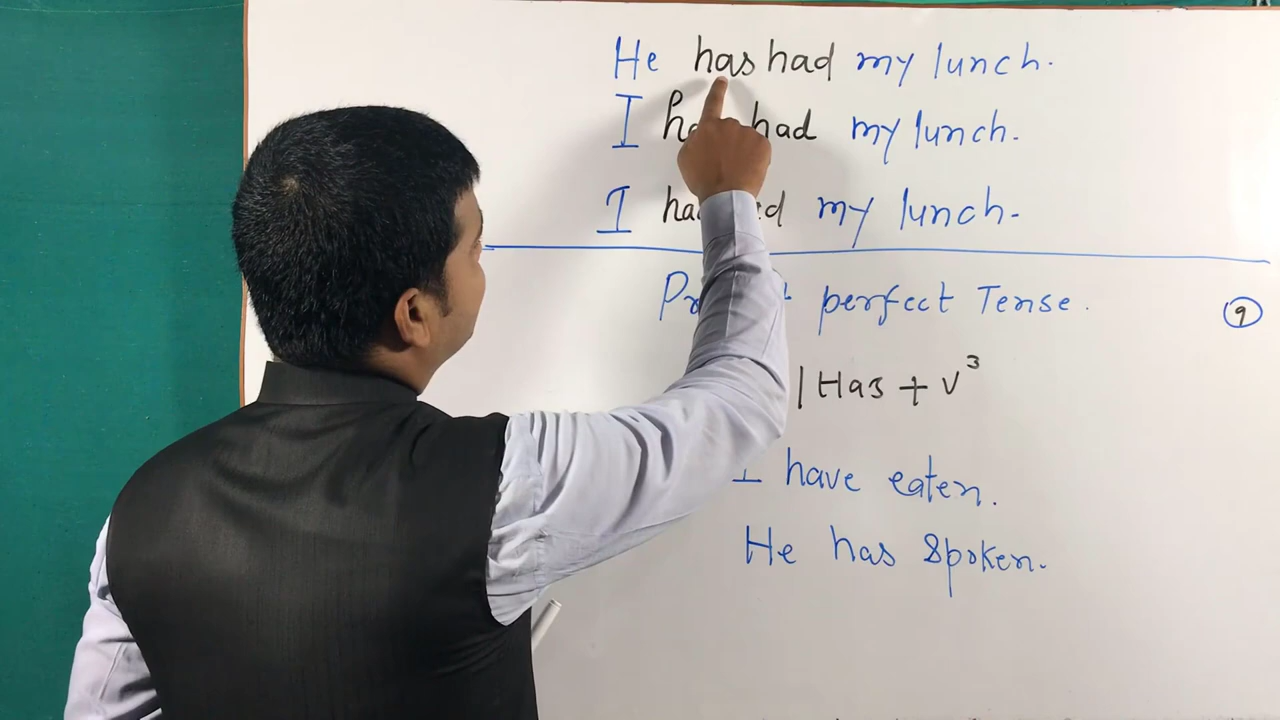 He has had my lunch.
I had my lunch.
I my lunch.
perfect Tense.
9
| Has + v3
I have eaten.
He has Spoken.